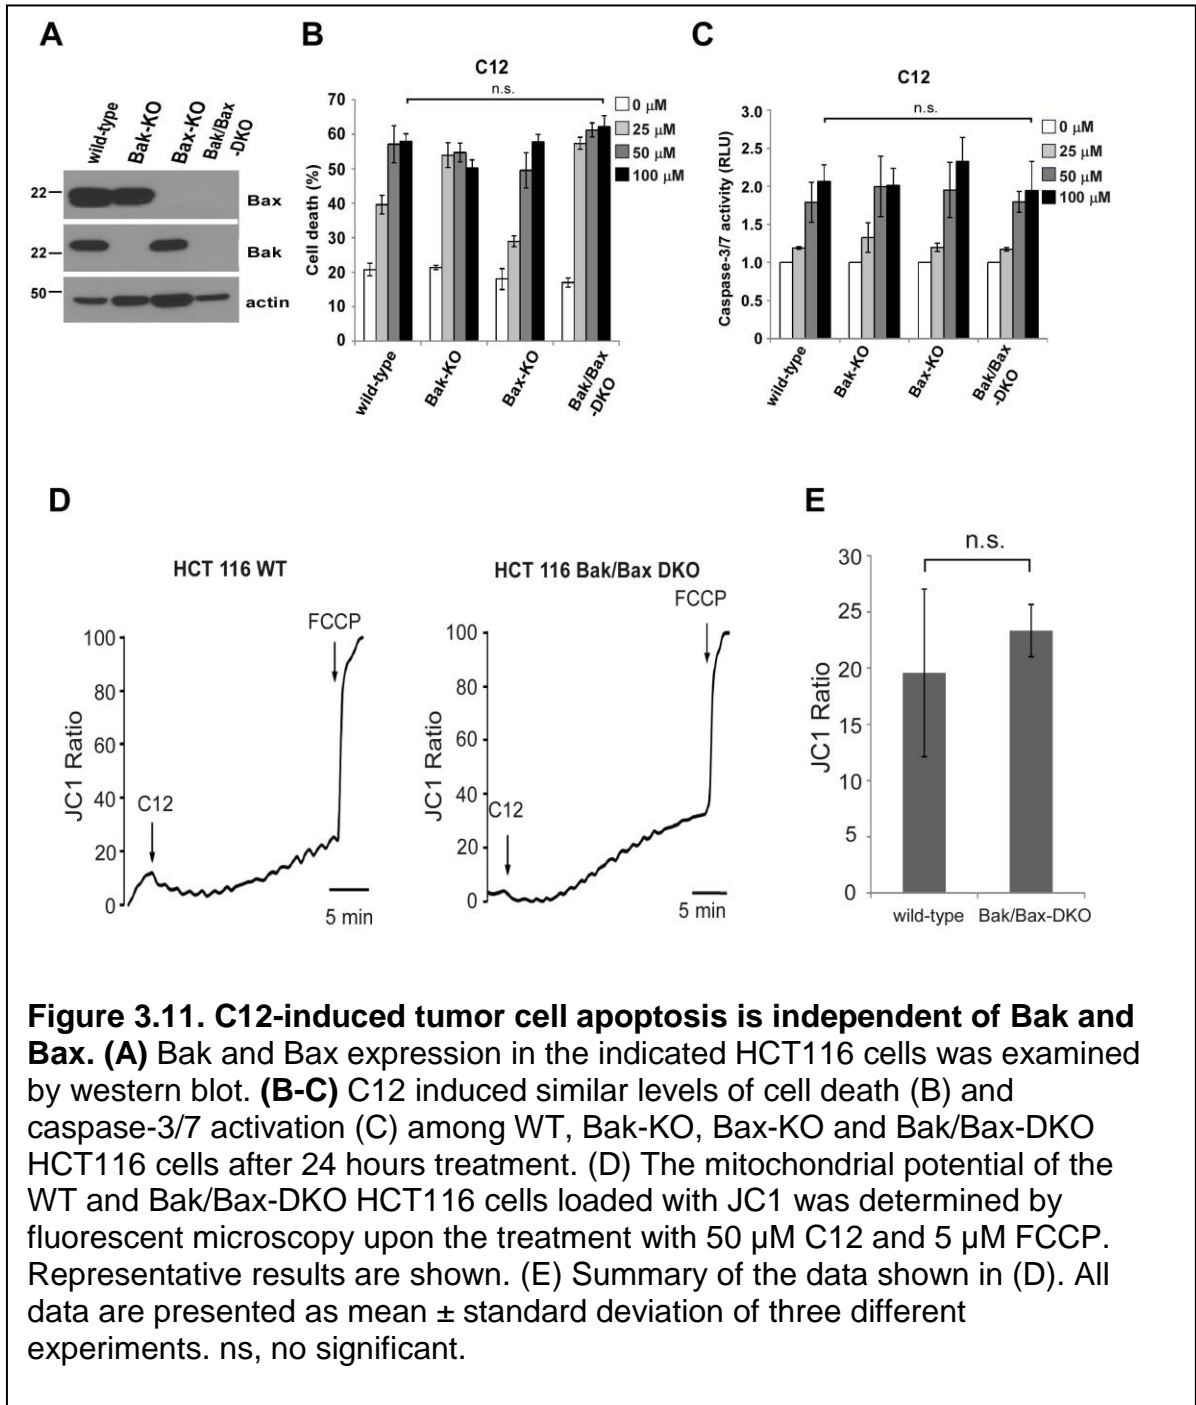 A
wild-type
Bak-KO
Bax-KO
Bak/Bax
-DKO
22
Bax
22
Bak
50
actin
B
C12
n.s.
70
60
50
40
30
20
10
0
Cell death (%)
0 μM
25 μM
50 μM
100 μM
wild-type
Bak-KO
Bax-KO
Bak/Bax
-DKO
C
C12
n.s.
3.0
2.5
2.0
1.5
1.0
0.5
0
Caspase-3/7 activity (RLU)
0 μM
25 μM
50 μM
100 μM
wild-type
Bak-KO
Bax-KO
Bak/Bax
-DKO
D
HCT 116 WT
FCCP
100
80
60
40
20
0
JC1 Ratio
C12
5 min
HCT 116 Bak/Bax DKO
FCCP
100
80
60
40
20
0
JC1 Ratio
C12
5 min
E
n.s.
30
25
20
15
10
5
0
JC1 Ratio
wild-type
Bak/Bax-DKO
Figure 3.11. C12-induced tumor cell apoptosis is independent of Bak and
Bax. (A) Bak and Bax expression in the indicated HCT116 cells was examined
by western blot. (B-C) C12 induced similar levels of cell death (B) and
caspase-3/7 activation (C) among WT, Bak-KO, Bax-KO and Bak/Bax-DKO
HCT116 cells after 24 hours treatment. (D) The mitochondrial potential of the
WT and Bak/Bax-DKO HCT116 cells loaded with JC1 was determined by
fluorescent microscopy upon the treatment with 50 μM C12 and 5 μM FCCP.
Representative results are shown. (E) Summary of the data shown in (D). All
data are presented as mean ± standard deviation of three different
experiments. ns, no significant.